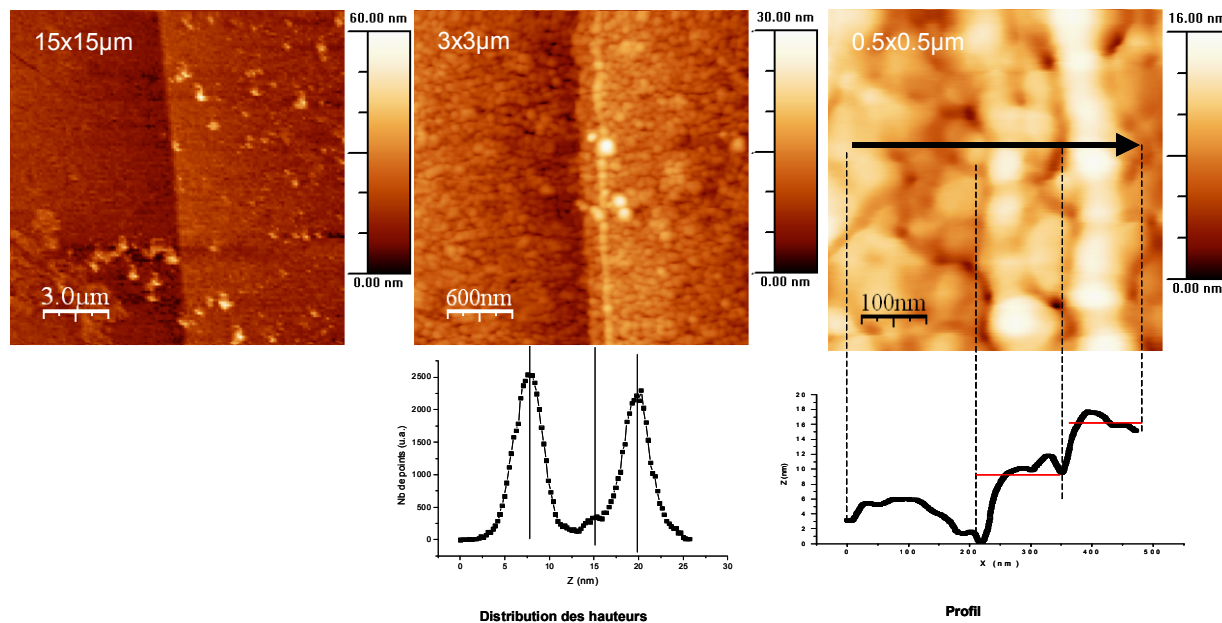 15x15µm
60.00 nm
0.00 nm
3.0µm
3x3µm
30.00 nm
0.00 nm
600nm
0.5x0.5µm
16.00 nm
0.00 nm
100nm
2500
2000
1500
1000
500
0
Nb de points (u.a.)
0 5 10 15 20 25 30
Z (nm)
Distribution des hauteurs
20
18
16
14
12
10
8
6
4
2
0
Z (nm)
0 100 200 300 400 500
X (nm)
Profil